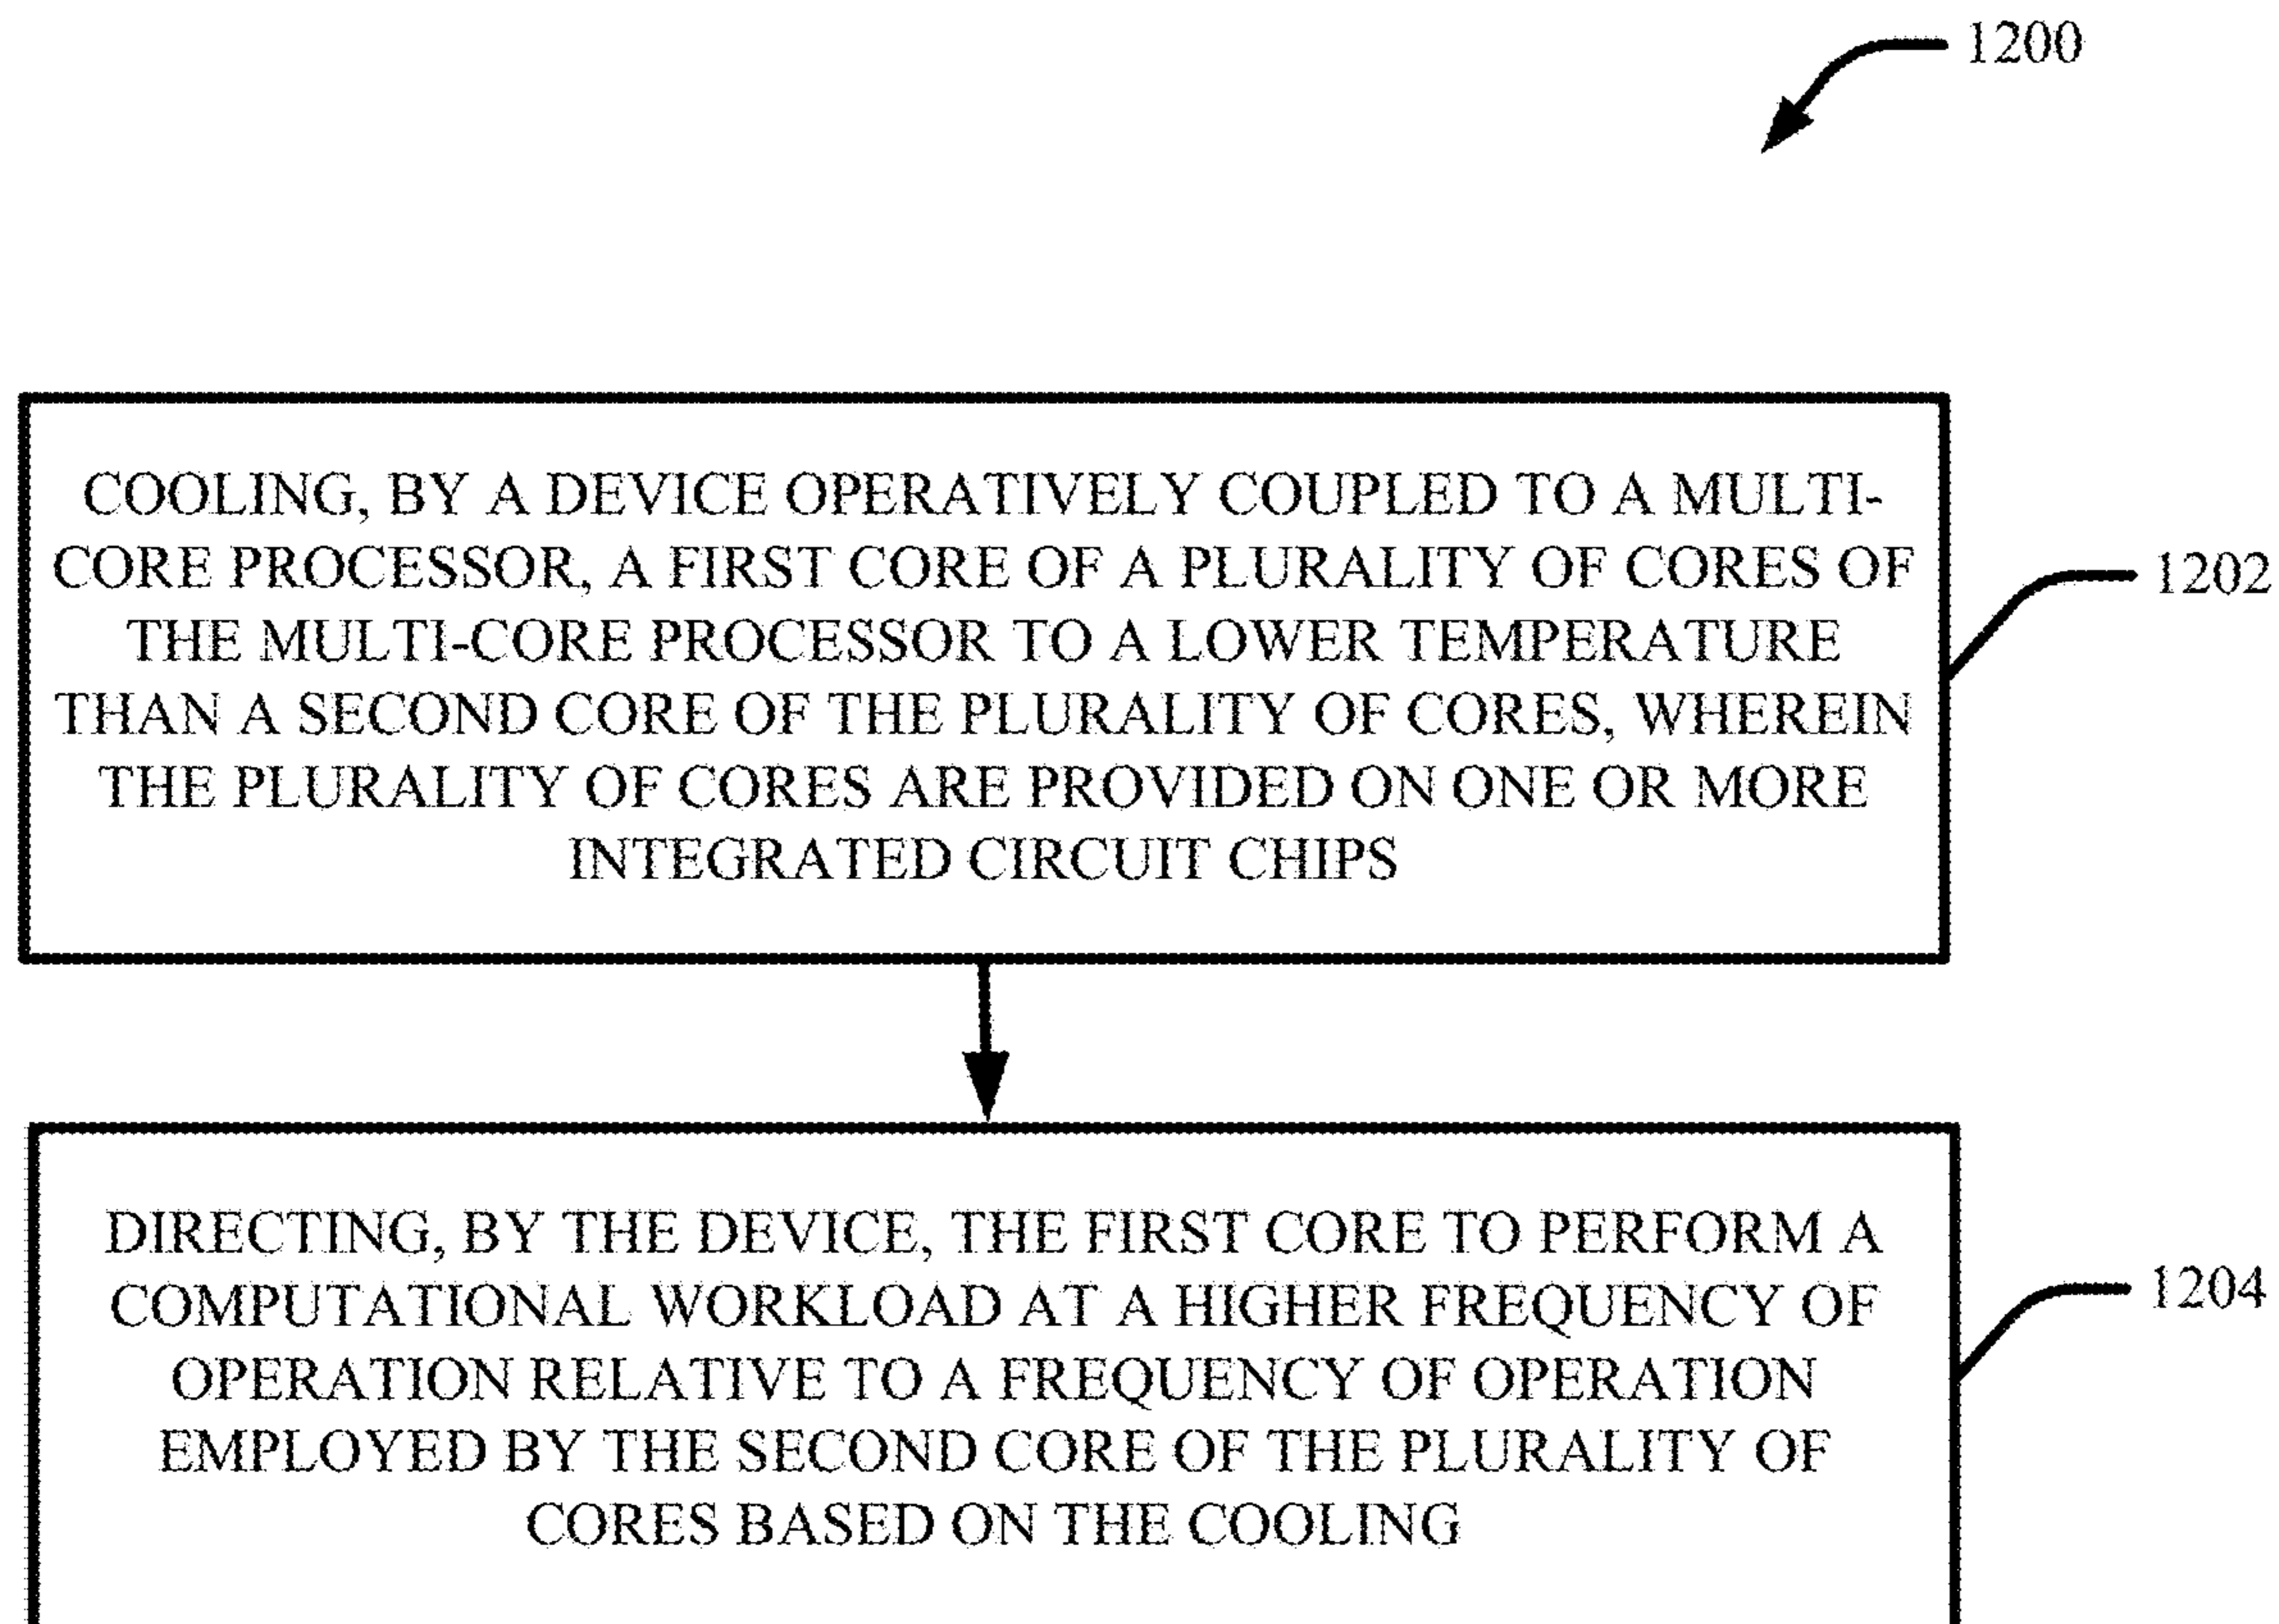 1200
COOLING, BY A DEVICE OPERATIVELY COUPLED TO A MULTI-
CORE PROCESSOR, A FIRST CORE OF A PLURALITY OF CORES OF
THE MULTI-CORE PROCESSOR TO A LOWER TEMPERATURE
THAN A SECOND CORE OF THE PLURALITY OF CORES, WHEREIN
THE PLURALITY OF CORES ARE PROVIDED ON ONE OR MORE
INTEGRATED CIRCUIT CHIPS
1202
DIRECTING, BY THE DEVICE, THE FIRST CORE TO PERFORM A
COMPUTATIONAL WORKLOAD AT A HIGHER FREQUENCY OF
OPERATION RELATIVE TO A FREQUENCY OF OPERATION
EMPLOYED BY THE SECOND CORE OF THE PLURALITY OF
CORES BASED ON THE COOLING
1204